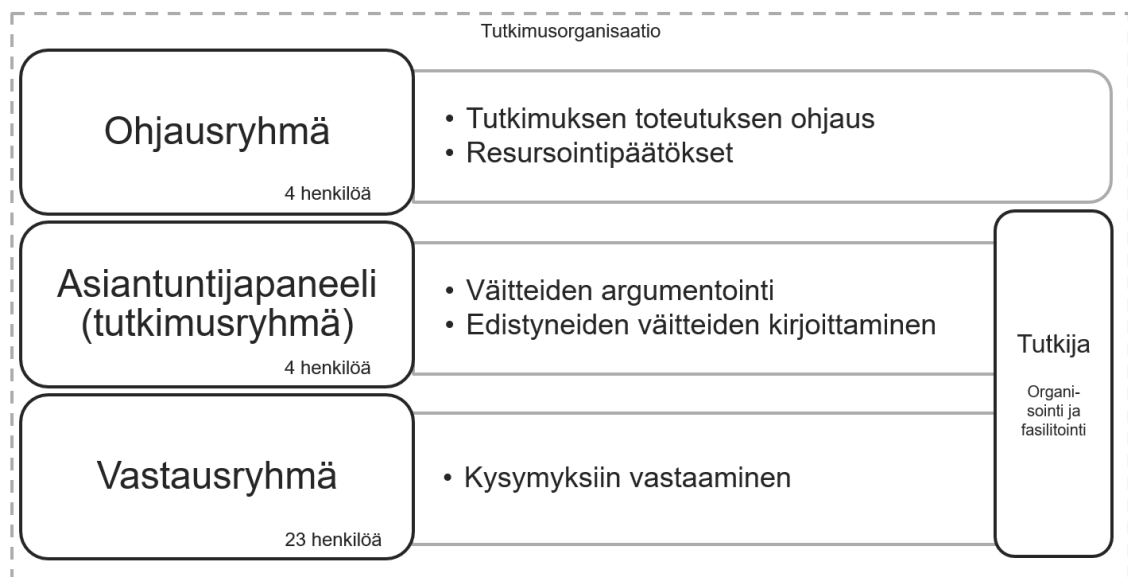 Tutkimusorganisaatio
Ohjausryhmä
4 henkilöä
• Tutkimuksen toteutuksen ohjaus
• Resursointipäätökset
Asiantuntijapaneeli
(tutkimusryhmä)
4 henkilöä
• Väitteiden argumentointi
• Edistyneiden väitteiden kirjoittaminen
Vastausryhmä
23 henkilöä
• Kysymyksiin vastaaminen
Tutkija
Organi-
sointi ja
fasilitointi